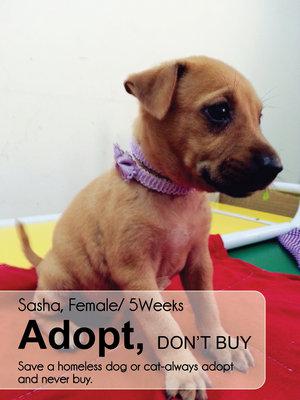 Sasha, Female/ 5Weeks
Adopt, DON'T BUY
Save a homeless dog or cat-always adopt
and never buy.